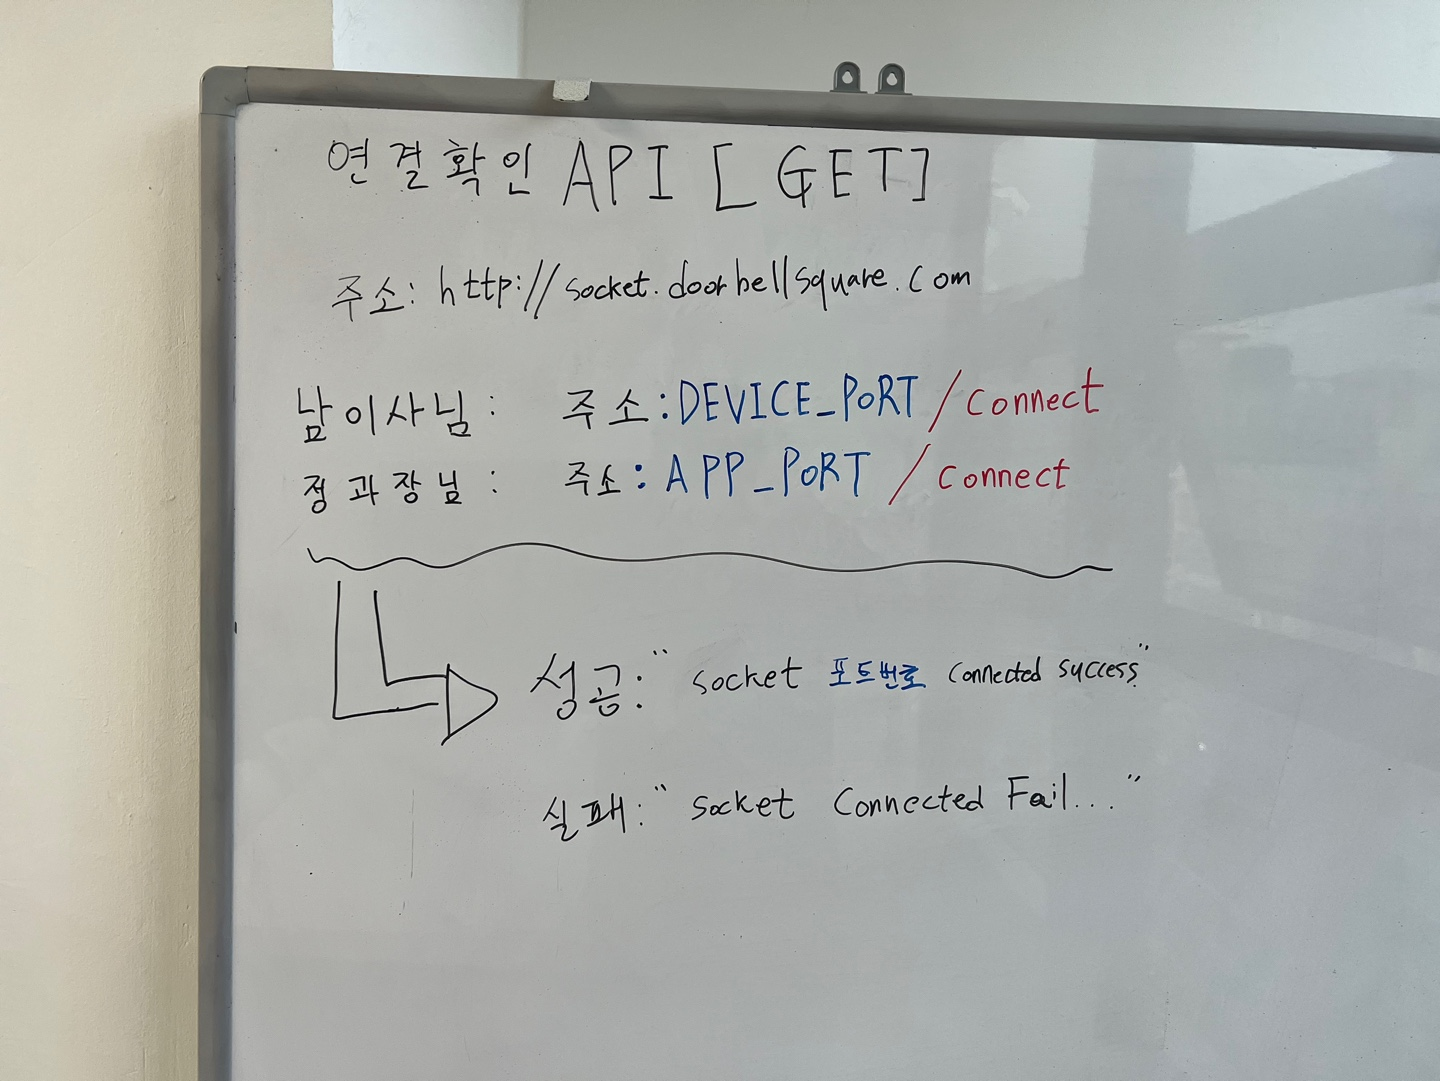 연결확인 API [GET]
주소: http://socket.doorbellsquare.com
남이사님: 주소:DEVICE_PORT/connect
정과장님: 주소:APP_PORT/connect
성공: "socket 포트번호 connected success"
실패: "socket connected Fail..."